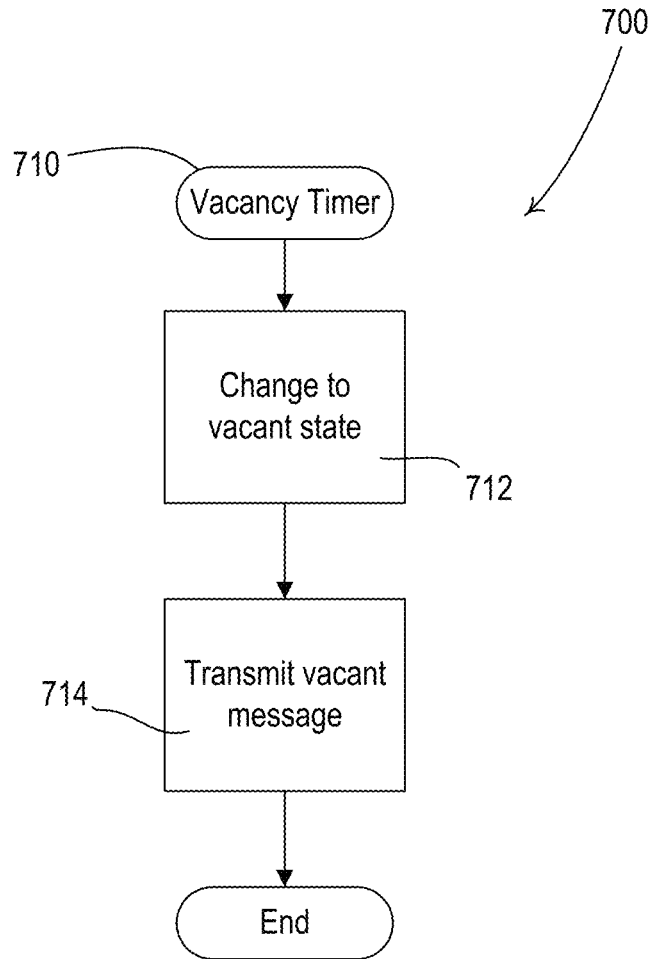 700
710
Vacancy Timer
Change to
vacant state
712
Transmit vacant
message
714
End